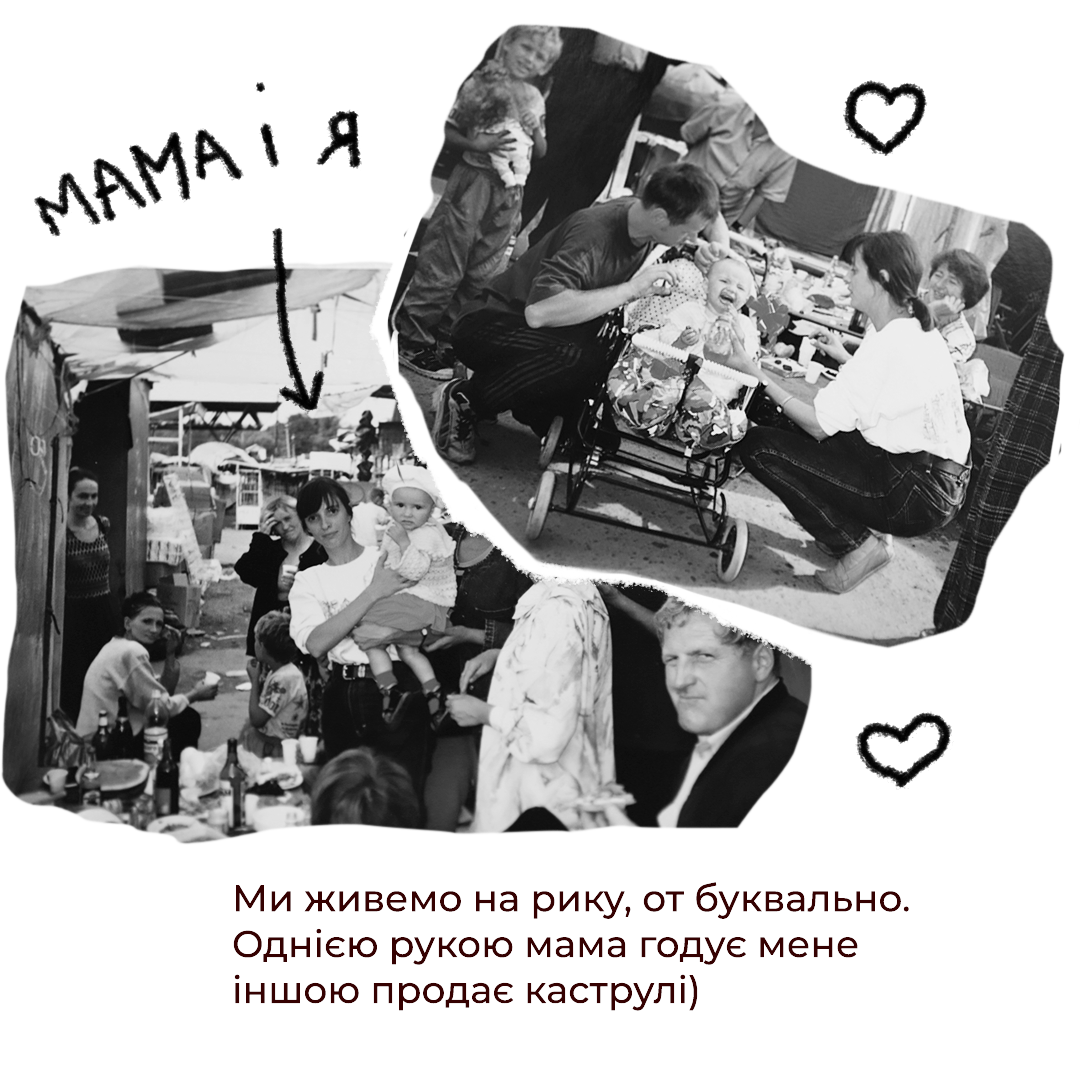 МАМА і Я
Ми живемо на рику, от буквально.
Однією рукою мама годує мене
іншою продає каструлі)